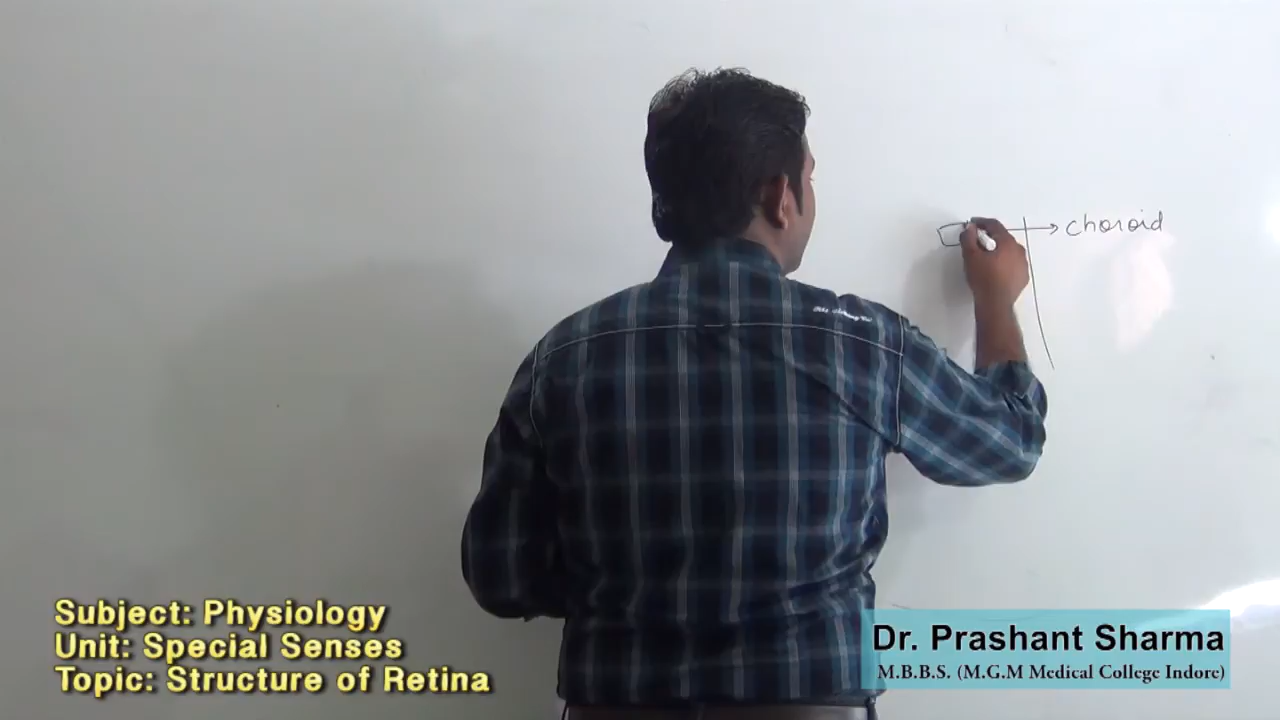 choroid
Subject: Physiology
Unit: Special Senses
Topic: Structure of Retina
Dr. Prashant Sharma
M.B.B.S. (M.G.M Medical College Indore)